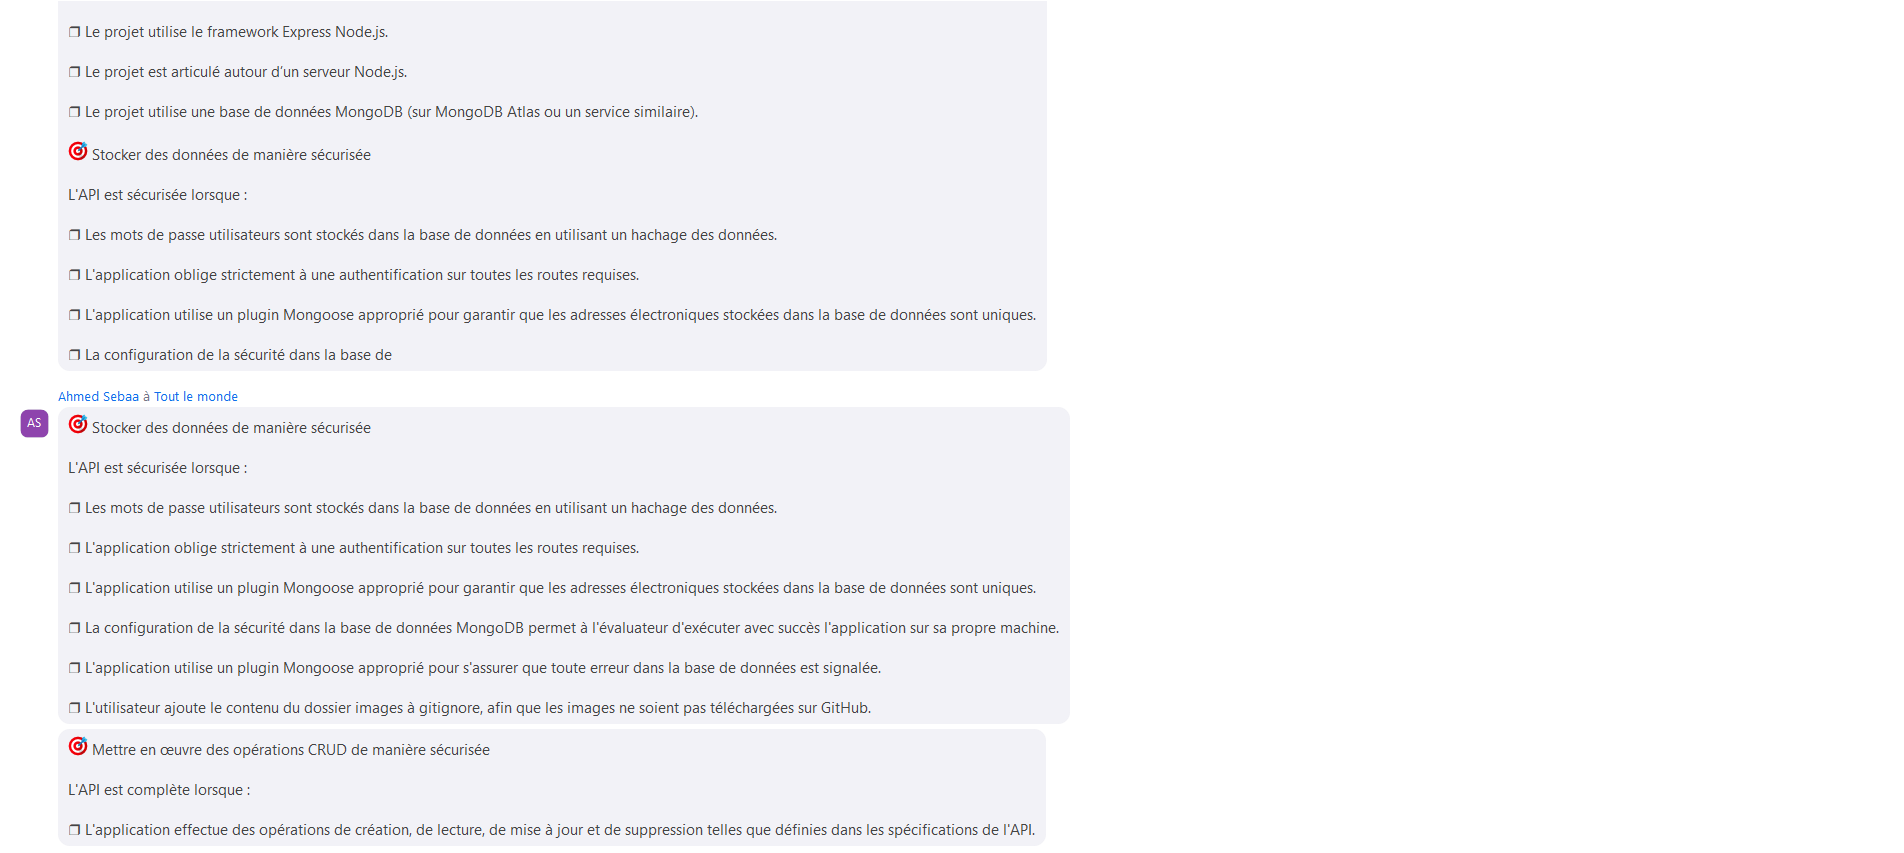 ❐ Le projet utilise le framework Express Node.js.
❐ Le projet est articulé autour d'un serveur Node.js.
❐ Le projet utilise une base de données MongoDB (sur MongoDB Atlas ou un service similaire).
🎯 Stocker des données de manière sécurisée
L'API est sécurisée lorsque :
❐ Les mots de passe utilisateurs sont stockés dans la base de données en utilisant un hachage des données.
❐ L'application oblige strictement à une authentification sur toutes les routes requises.
❐ L'application utilise un plugin Mongoose approprié pour garantir que les adresses électroniques stockées dans la base de données sont uniques.
❐ La configuration de la sécurité dans la base de
Ahmed Sebaa à Tout le monde
AS
🎯 Stocker des données de manière sécurisée
L'API est sécurisée lorsque :
❐ Les mots de passe utilisateurs sont stockés dans la base de données en utilisant un hachage des données.
❐ L'application oblige strictement à une authentification sur toutes les routes requises.
❐ L'application utilise un plugin Mongoose approprié pour garantir que les adresses électroniques stockées dans la base de données sont uniques.
❐ La configuration de la sécurité dans la base de données MongoDB permet à l'évaluateur d'exécuter avec succès l'application sur sa propre machine.
❐ L'application utilise un plugin Mongoose approprié pour s'assurer que toute erreur dans la base de données est signalée.
❐ L'utilisateur ajoute le contenu du dossier images à gitignore, afin que les images ne soient pas téléchargées sur GitHub.
🎯 Mettre en œuvre des opérations CRUD de manière sécurisée
L'API est complète lorsque :
❐ L'application effectue des opérations de création, de lecture, de mise à jour et de suppression telles que définies dans les spécifications de l'API.